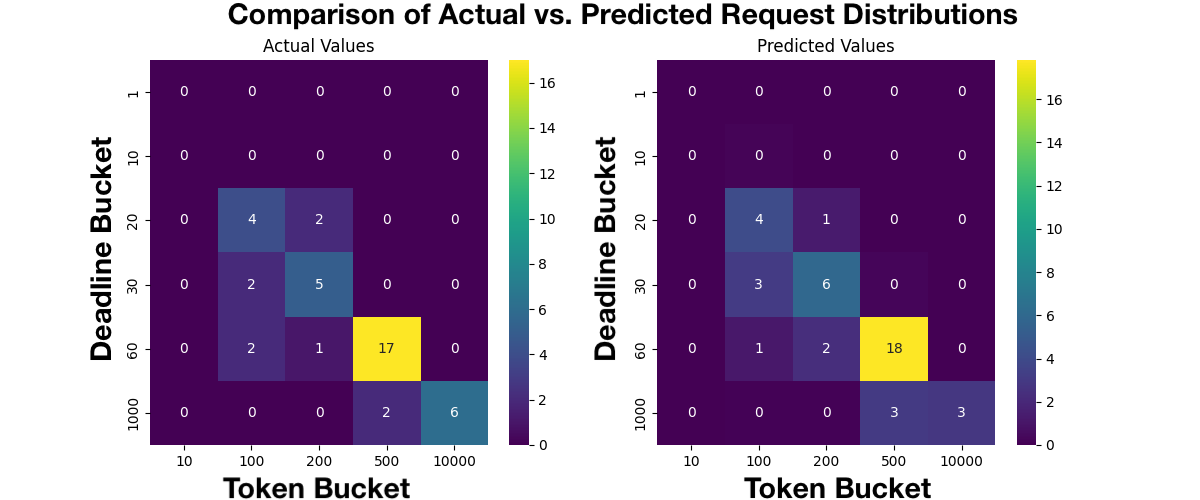 Comparison of Actual vs. Predicted Request Distributions
Actual Values
Deadline Bucket
1 0 0 0 0 0
10 0 0 0 0 0
20 0 4 2 0 0
30 0 2 5 0 0
60 0 2 1 17 0
1000 0 0 0 2 6
10 100 200 500 10000
Token Bucket
16
14
12
10
8
6
4
2
0
Predicted Values
Deadline Bucket
1 0 0 0 0 0
10 0 0 0 0 0
20 0 4 1 0 0
30 0 3 6 0 0
60 0 1 2 18 0
1000 0 0 0 3 3
10 100 200 500 10000
Token Bucket
16
14
12
10
8
6
4
2
0